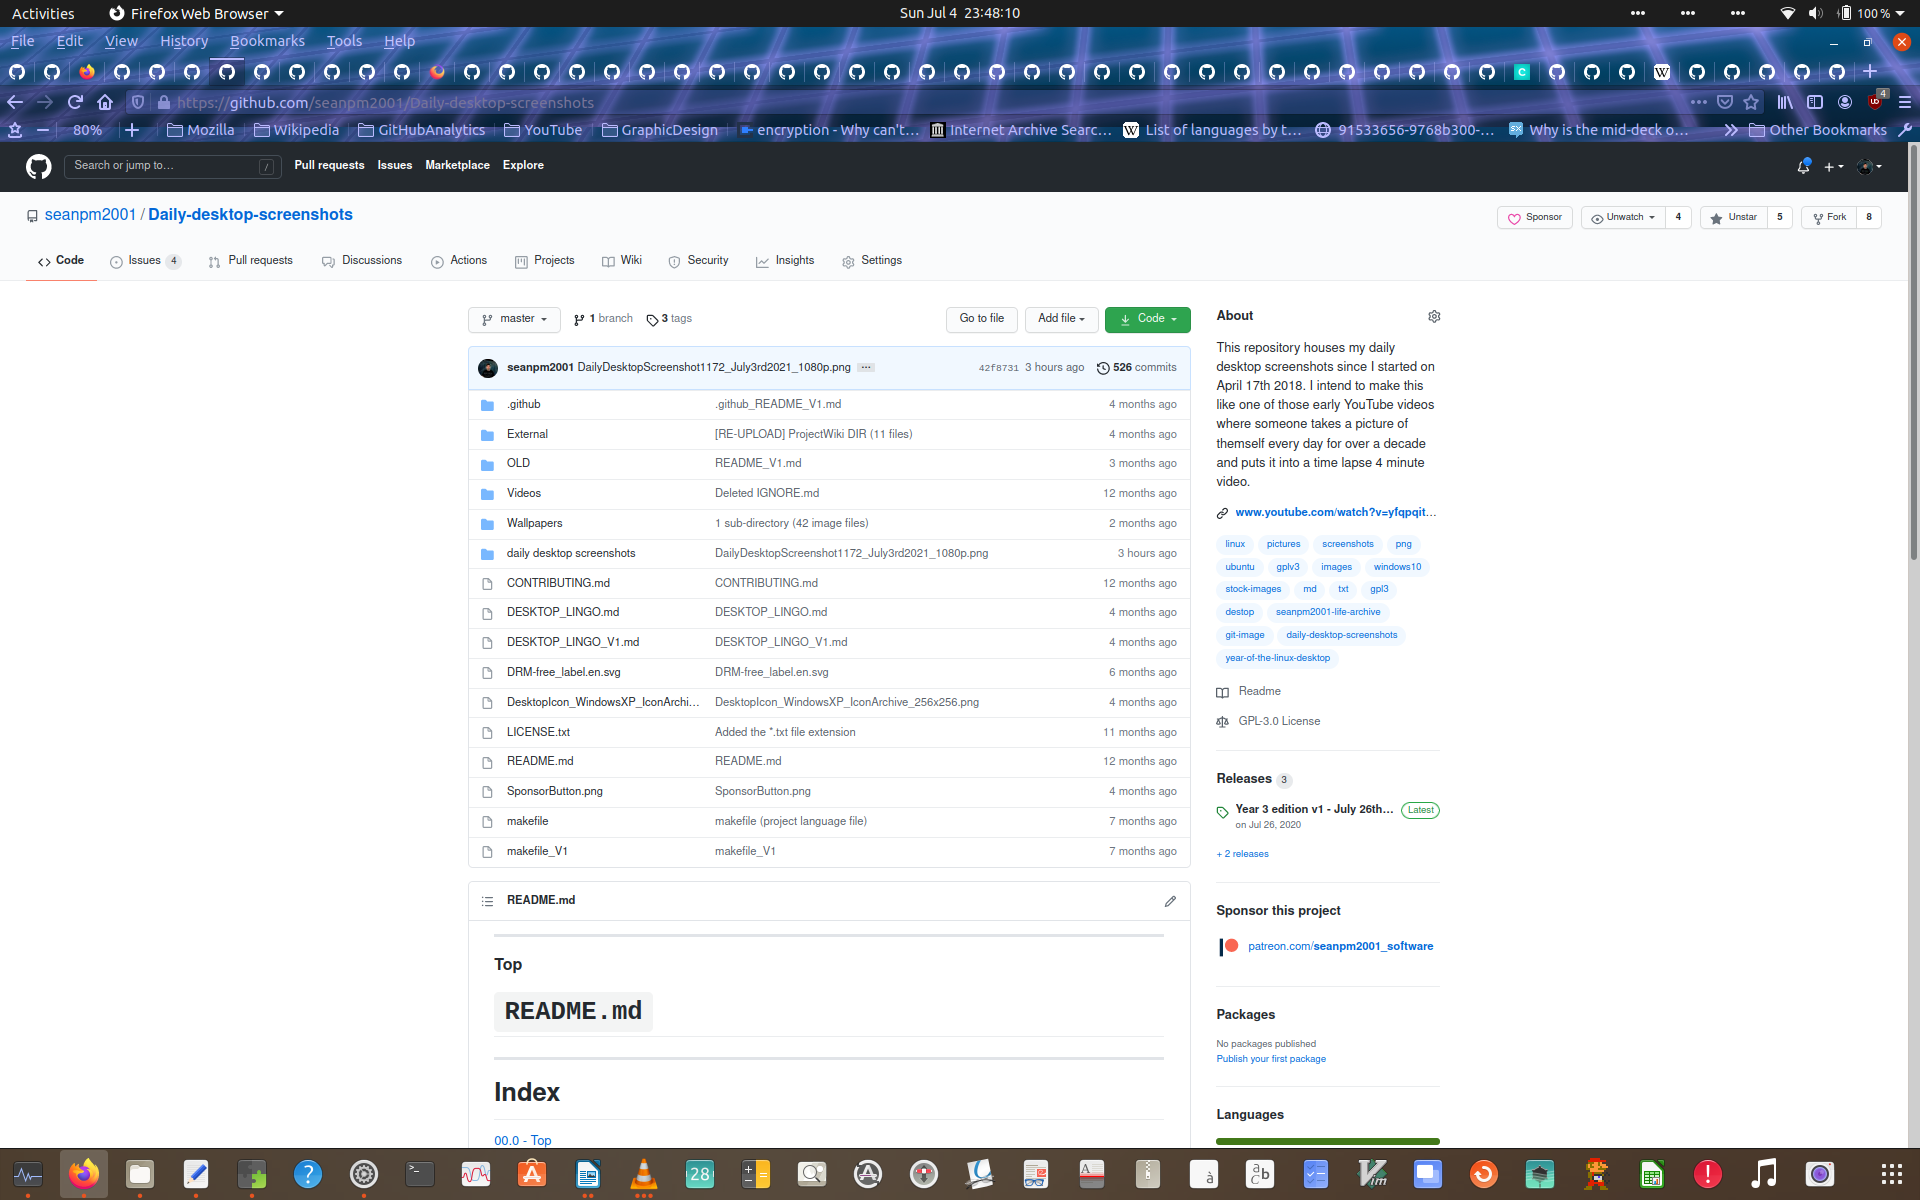 Activities Firefox Web Browser Sun Jul 4 23:48:10 100 %
File Edit View History Bookmarks Tools Help
https://github.com/seanpm2001/Daily-desktop-screenshots 4
80% Mozilla Wikipedia GitHubAnalytics YouTube GraphicDesign encryption - Why can't… Internet Archive Searc… List of languages by t… 91533656-9768b300-… Why is the mid-deck o… Other Bookmarks
Search or jump to… / Pull requests Issues Marketplace Explore
seanpm2001 / Daily-desktop-screenshots Sponsor Unwatch 4 Unstar 5 Fork 8
Code Issues 4 Pull requests Discussions Actions Projects Wiki Security Insights Settings
master 1 branch 3 tags Go to file Add file Code
seanpm2001 DailyDesktopScreenshot1172_July3rd2021_1080p.png … 42f8731 3 hours ago 526 commits
.github .github_README_V1.md 4 months ago
External [RE-UPLOAD] ProjectWiki DIR (11 files) 4 months ago
OLD README_V1.md 3 months ago
Videos Deleted IGNORE.md 12 months ago
Wallpapers 1 sub-directory (42 image files) 2 months ago
daily desktop screenshots DailyDesktopScreenshot1172_July3rd2021_1080p.png 3 hours ago
CONTRIBUTING.md CONTRIBUTING.md 12 months ago
DESKTOP_LINGO.md DESKTOP_LINGO.md 4 months ago
DESKTOP_LINGO_V1.md DESKTOP_LINGO_V1.md 4 months ago
DRM-free_label.en.svg DRM-free_label.en.svg 6 months ago
DesktopIcon_WindowsXP_IconArchi… DesktopIcon_WindowsXP_IconArchive_256x256.png 4 months ago
LICENSE.txt Added the *.txt file extension 11 months ago
README.md README.md 12 months ago
SponsorButton.png SponsorButton.png 4 months ago
makefile makefile (project language file) 7 months ago
makefile_V1 makefile_V1 7 months ago
README.md
Top
README.md
Index
00.0 - Top
About
This repository houses my daily
desktop screenshots since I started on
April 17th 2018. I intend to make this
like one of those early YouTube videos
where someone takes a picture of
themself every day for over a decade
and puts it into a time lapse 4 minute
video.
www.youtube.com/watch?v=yfqpqit…
linux pictures screenshots png
ubuntu gplv3 images windows10
stock-images md txt gpl3
destop seanpm2001-life-archive
git-image daily-desktop-screenshots
year-of-the-linux-desktop
Readme
GPL-3.0 License
Releases 3
Year 3 edition v1 - July 26th… Latest
on Jul 26, 2020
+ 2 releases
Sponsor this project
patreon.com/seanpm2001_software
Packages
No packages published
Publish your first package
Languages
28